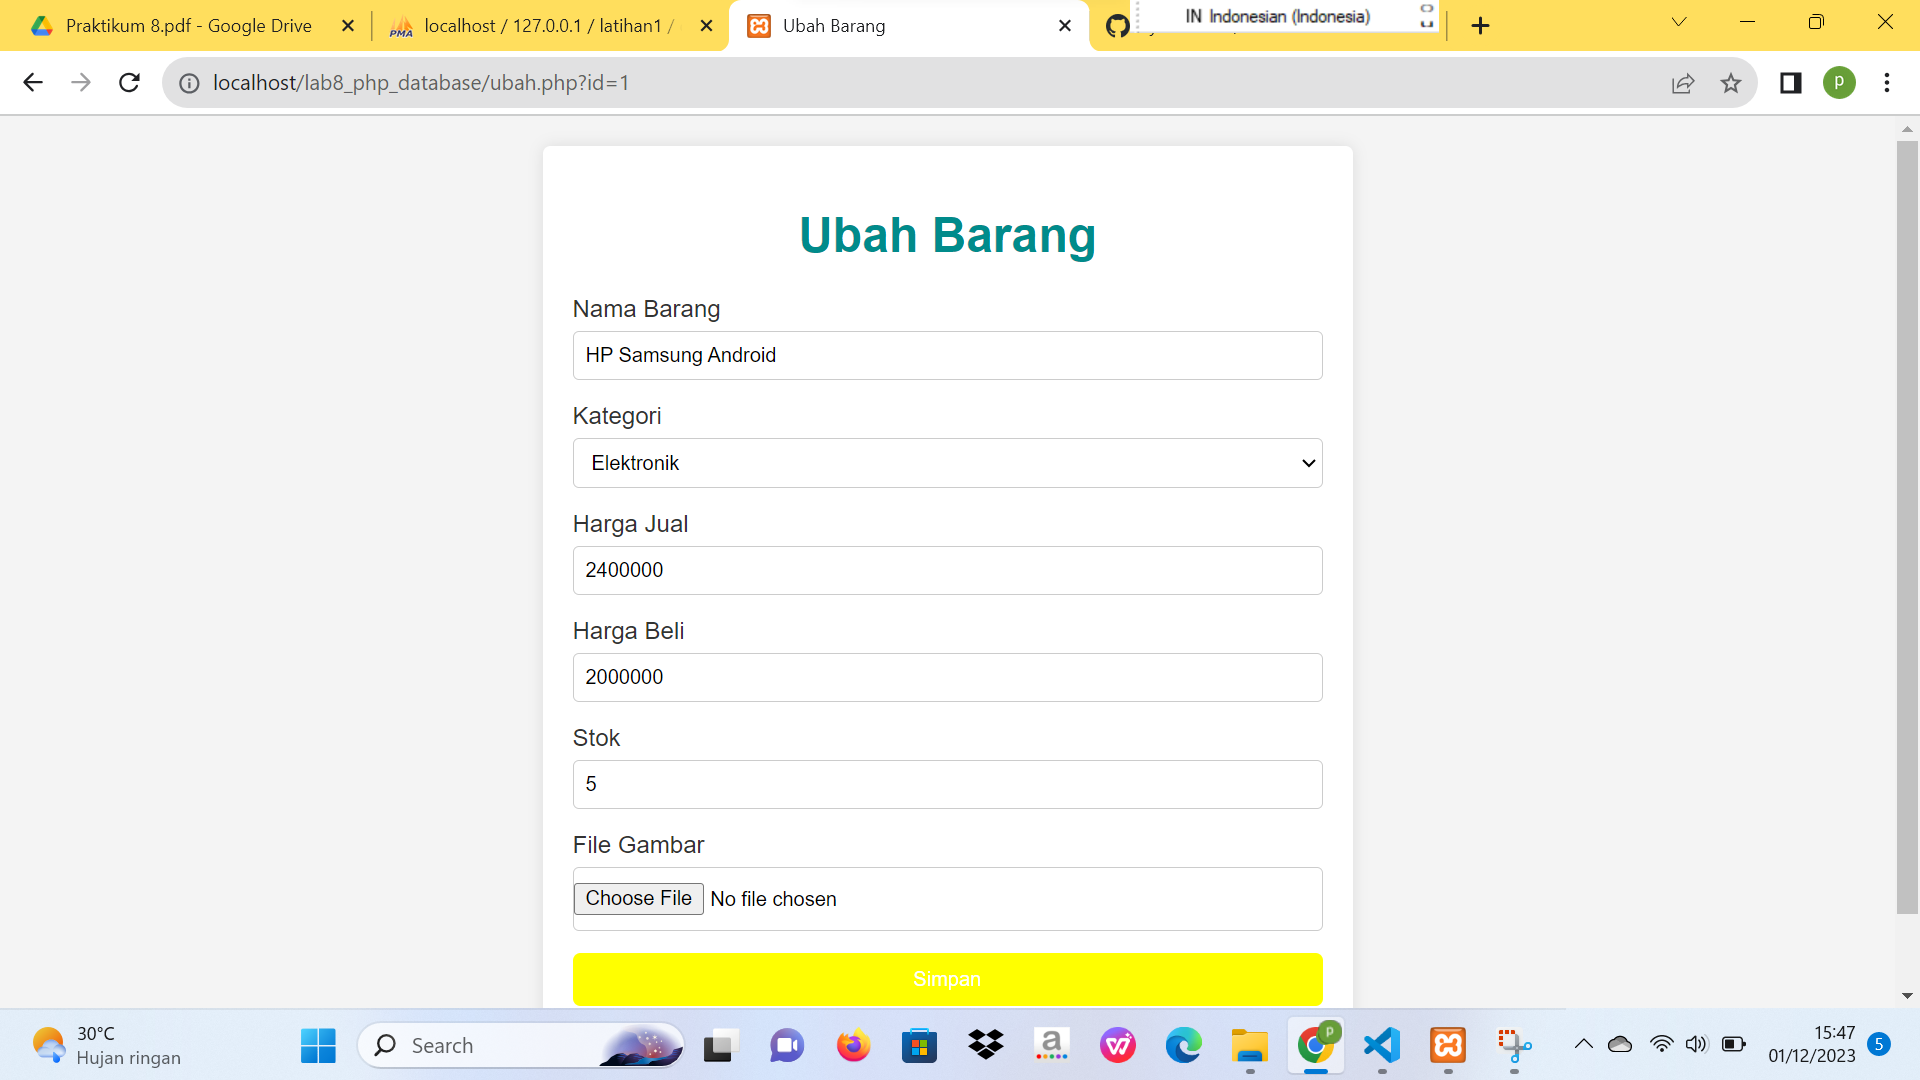 Praktikum 8.pdf - Google Drive
localhost / 127.0.0.1 / latihan1 /
Ubah Barang
IN Indonesian (Indonesia)
localhost/lab8_php_database/ubah.php?id=1
P
Ubah Barang
Nama Barang
HP Samsung Android
Kategori
Elektronik
Harga Jual
2400000
Harga Beli
2000000
Stok
5
File Gambar
Choose File No file chosen
Simpan
30°C
Hujan ringan
Search
15:47
01/12/2023
5